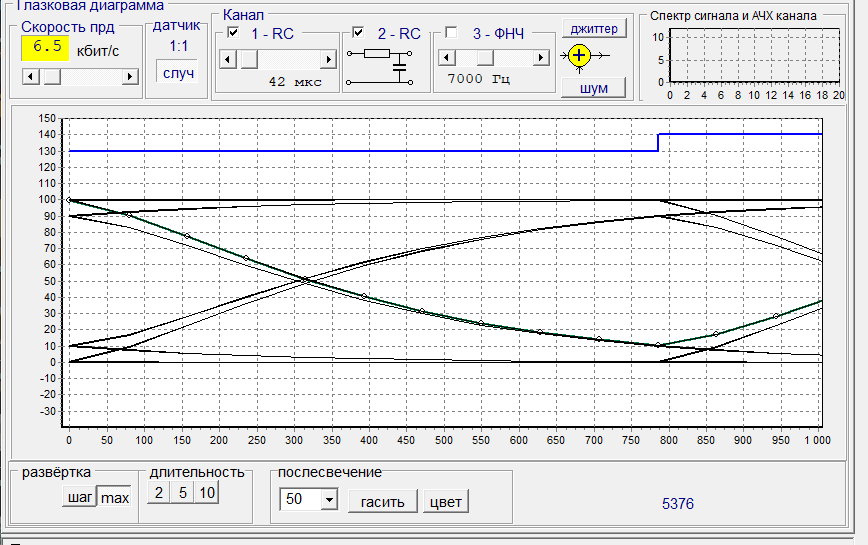 Глазковая диаграмма
Скорость прд
6.5 кбит/с
датчик
1:1
случ
Канал
1 - RC
42 мкс
2 - RC
3 - ФНЧ
7000 Гц
джиттер
шум
Спектр сигнала и АЧХ канала
10
5
0
0 2 4 6 8 10 12 14 16 18 20
150
140
130
120
110
100
90
80
70
60
50
40
30
20
10
0
-10
-20
-30
0 50 100 150 200 250 300 350 400 450 500 550 600 650 700 750 800 850 900 950 1 000
развёртка
шаг max
длительность
2 5 10
послесвечение
50 гасить цвет
5376